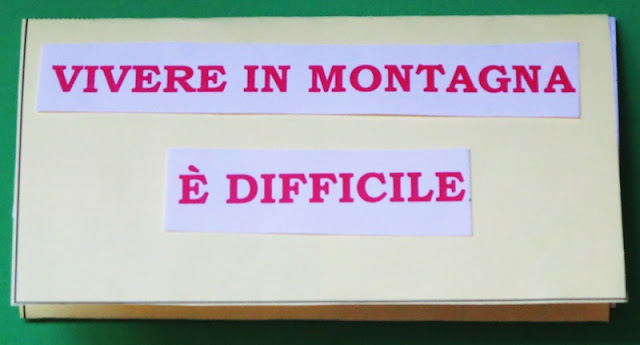 VIVERE IN MONTAGNA
È DIFFICILE